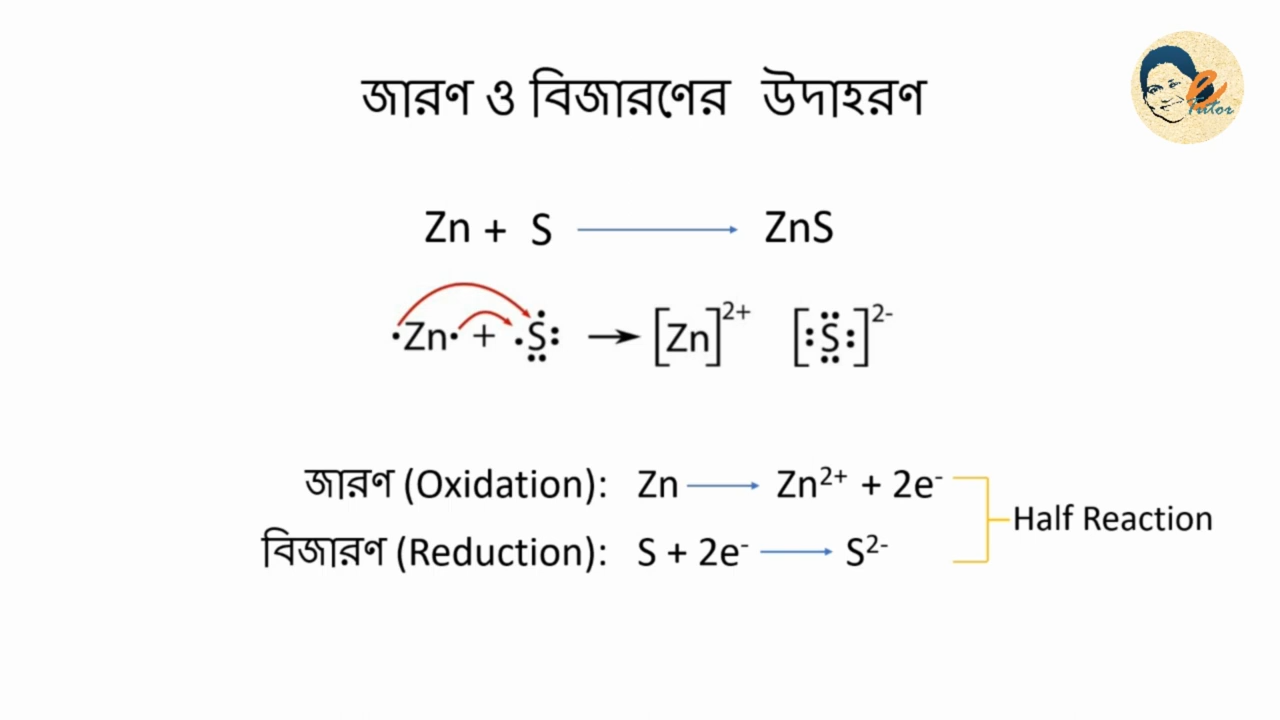 জারণ ও বিজারণের উদাহরণ
e Tutor
Zn + S ⟶ ZnS
·Zn· + ·S: → [Zn]²⁺ [:S:]²⁻
জারণ (Oxidation): Zn ⟶ Zn²⁺ + 2e⁻
Half Reaction
বিজারণ (Reduction): S + 2e⁻ ⟶ S²⁻